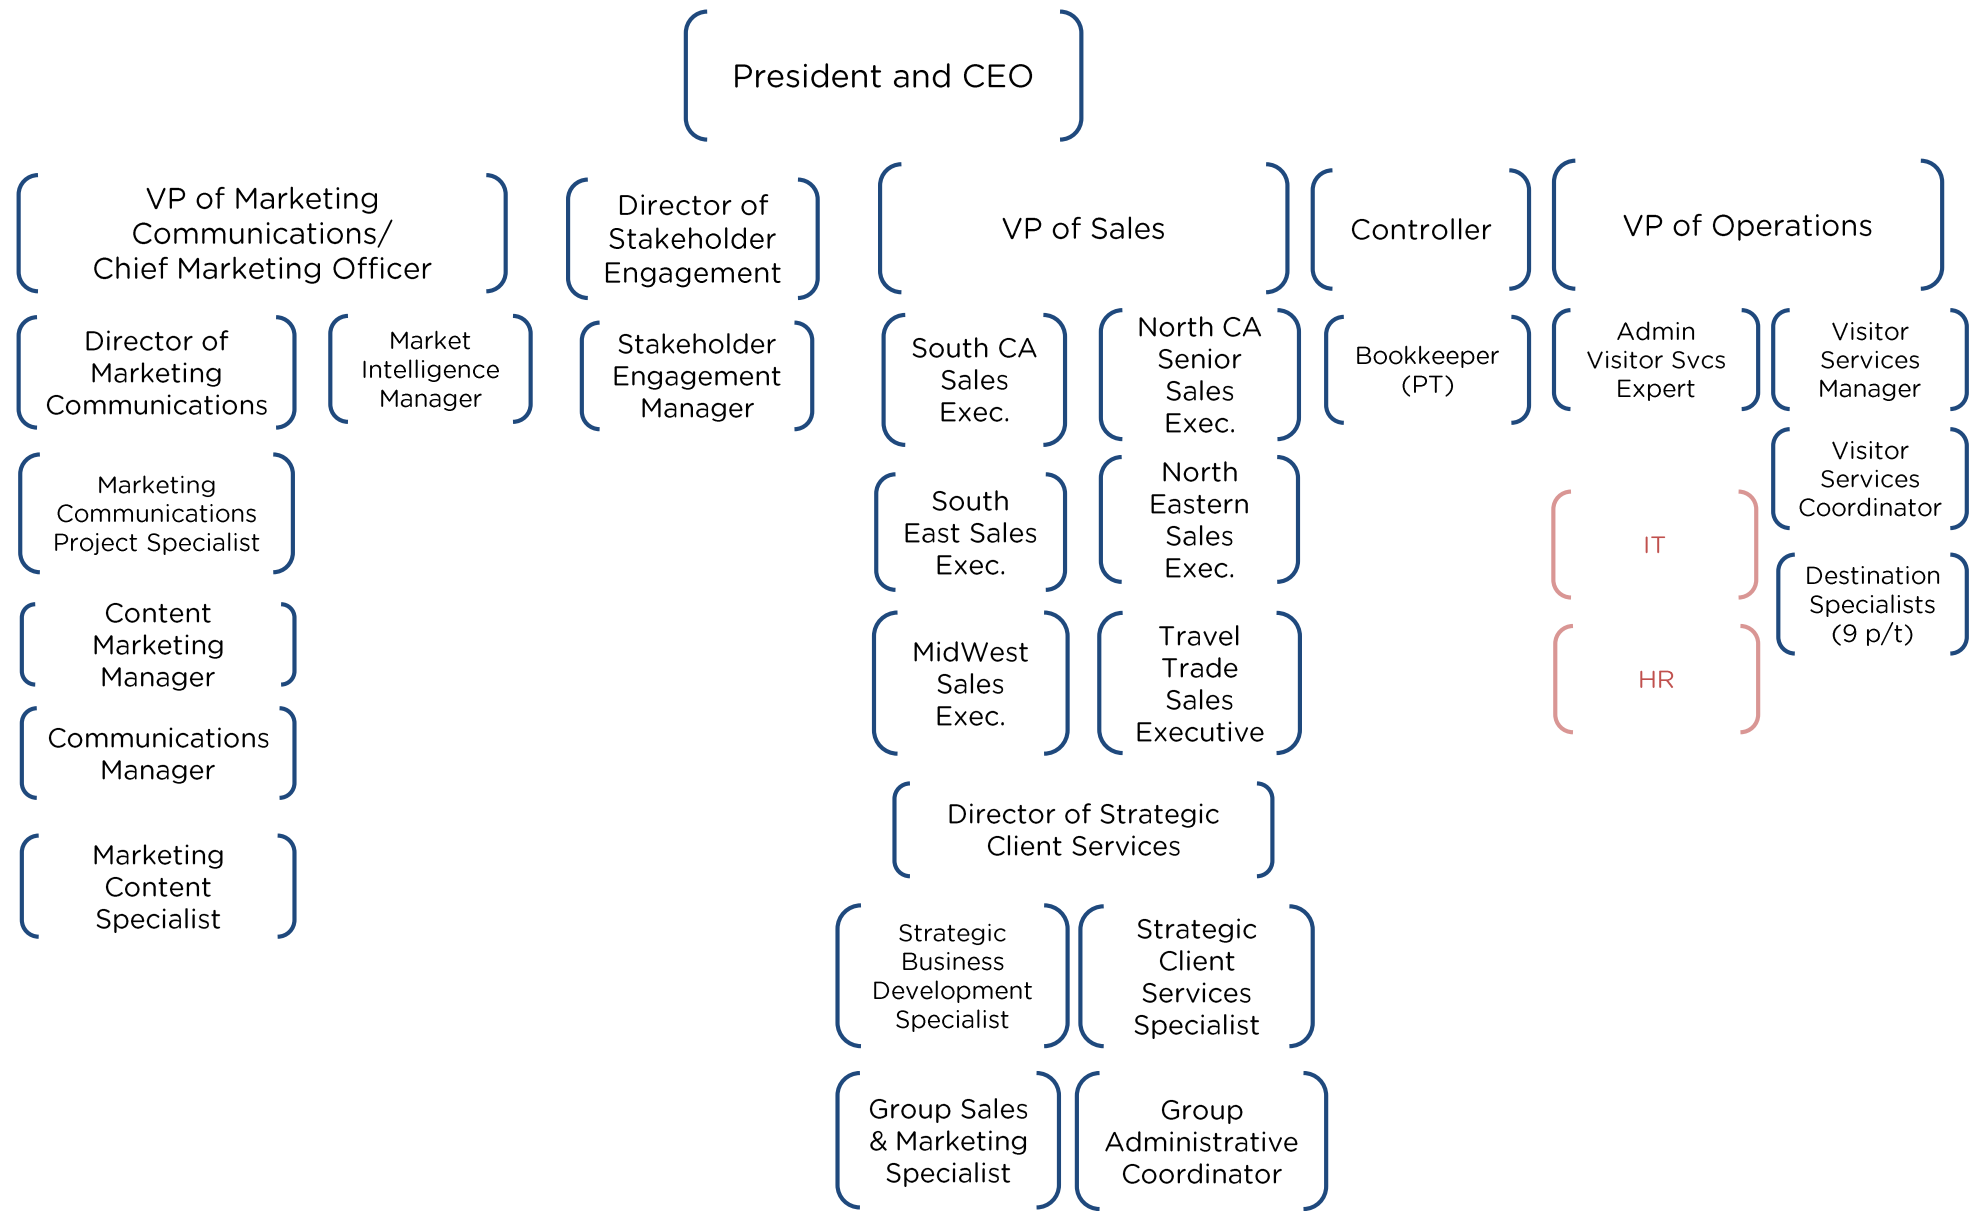 President and CEO
VP of Marketing
Communications/
Chief Marketing Officer
Director of
Stakeholder
Engagement
VP of Sales
Controller
VP of Operations
Director of
Marketing
Communications
Market
Intelligence
Manager
Stakeholder
Engagement
Manager
South CA
Sales
Exec.
North CA
Senior
Sales
Exec.
Bookkeeper
(PT)
Admin
Visitor Svcs
Expert
Visitor
Services
Manager
Marketing
Communications
Project Specialist
South
East Sales
Exec.
North
Eastern
Sales
Exec.
IT
Visitor
Services
Coordinator
Content
Marketing
Manager
MidWest
Sales
Exec.
Travel
Trade
Sales
Executive
HR
Destination
Specialists
(9 p/t)
Communications
Manager
Director of Strategic
Client Services
Marketing
Content
Specialist
Strategic
Business
Development
Specialist
Strategic
Client
Services
Specialist
Group Sales
& Marketing
Specialist
Group
Administrative
Coordinator